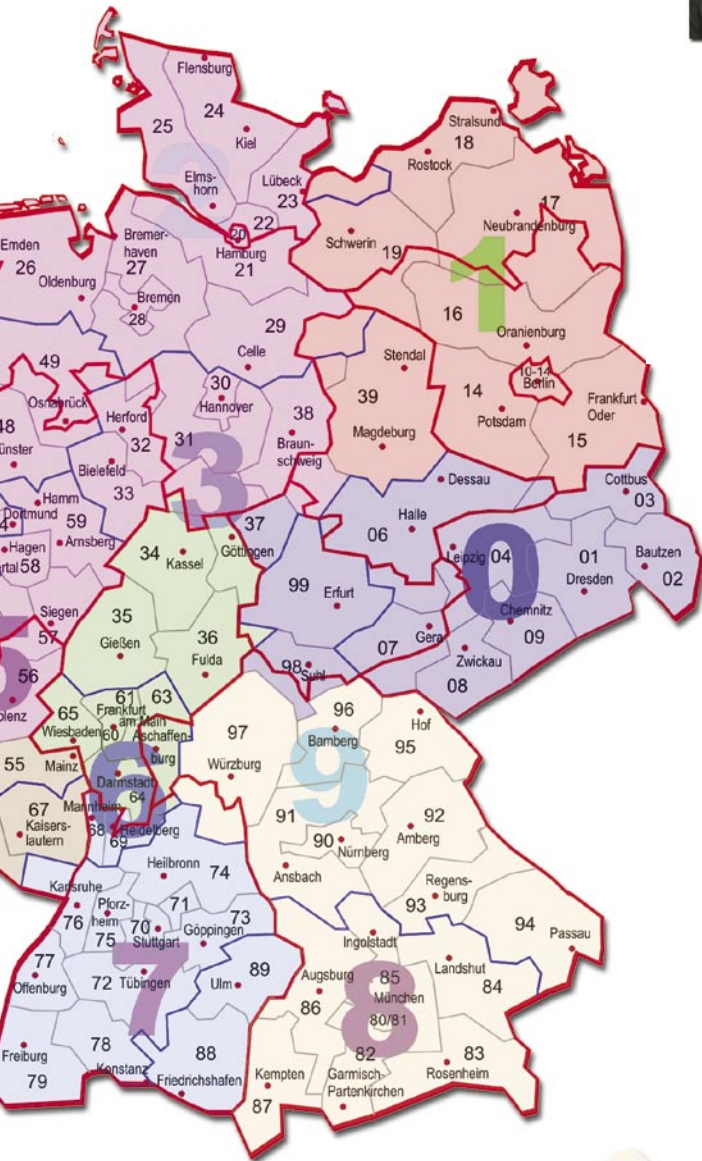 Flensburg
24
25
Kiel
Stralsund
18
Rostock
Elms-
horn
2
Lübeck
23
22
20
Hamburg
21
17
Neubrandenburg
Schwerin
19
1
Emden
26
Oldenburg
Bremer-
haven
27
Bremen
28
29
Celle
16
Oranienburg
10-14
Berlin
Stendal
39
Magdeburg
14
Potsdam
Frankfurt
Oder
15
49
Osnabrück
30
Hannover
31
38
Braun-
schweig
3
48
Herford
32
Bielefeld
33
Hamm
Dortmund
59
Arnsberg
Hagen
58
Dessau
Halle
06
Cottbus
03
Leipzig
04
0
01
Dresden
Bautzen
02
Chemnitz
09
34
Kassel
37
Göttingen
99
Erfurt
Siegen
57
35
Gießen
36
Fulda
07
Gera
Zwickau
08
98
Suhl
5
56
65
Wiesbaden
61
63
Frankfurt
am Main
60
Aschaffen-
burg
97
Würzburg
96
Bamberg
Hof
95
9
55
Mainz
Darmstadt
64
6
67
Kaisers-
lautern
Mannheim
68
Heidelberg
69
91
90
Nürnberg
92
Amberg
Ansbach
Heilbronn
74
Karlsruhe
76
Pforz-
heim
75
71
70
Stuttgart
73
Göppingen
Regens-
burg
93
94
Passau
Ingolstadt
77
Offenburg
72
Tübingen
7
Ulm
89
Augsburg
86
85
München
80/81
8
Landshut
84
Freiburg
79
78
Konstanz
88
Friedrichshafen
Kempten
87
82
Garmisch-
Partenkirchen
83
Rosenheim